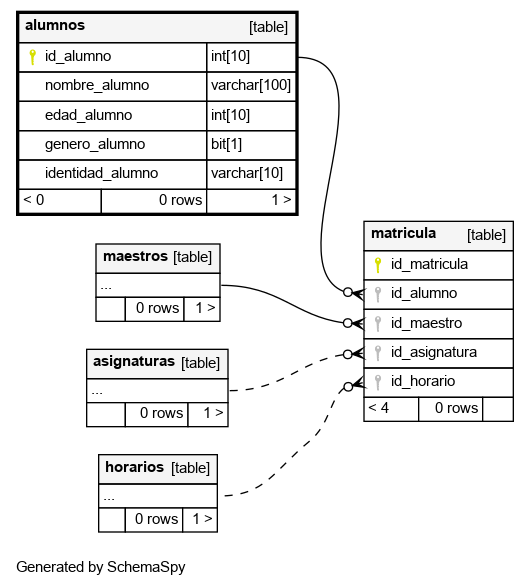 alumnos [table]
id_alumno int[10]
nombre_alumno varchar[100]
edad_alumno int[10]
genero_alumno bit[1]
identidad_alumno varchar[10]
< 0 0 rows 1 >
matricula [table]
id_matricula
id_alumno
id_maestro
id_asignatura
id_horario
< 4 0 rows
maestros [table]
...
0 rows 1 >
asignaturas [table]
...
0 rows 1 >
horarios [table]
...
0 rows 1 >
Generated by SchemaSpy